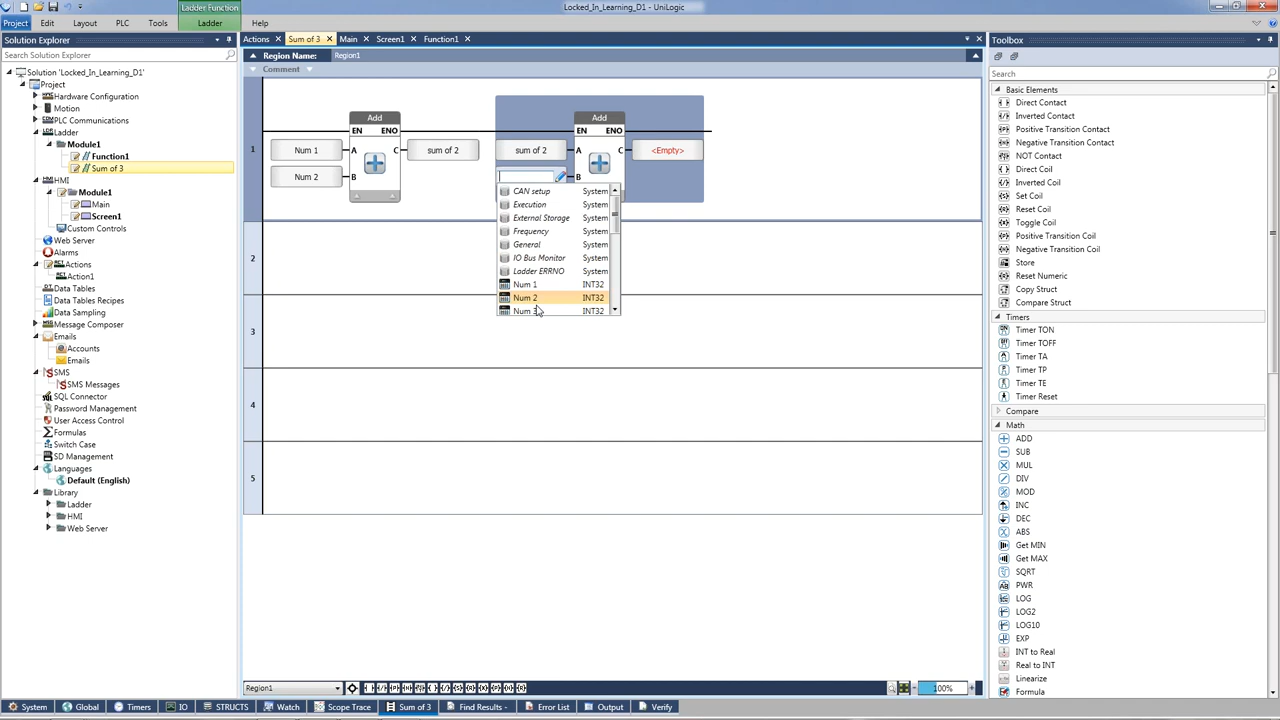 Ladder Function
Locked_In_Learning_D1* - UniLogic
Project
Edit
Layout
PLC
Tools
Ladder
Help
Solution Explorer
Search Solution Explorer
Solution 'Locked_In_Learning_D1'
Project
Hardware Configuration
Motion
PLC Communications
Ladder
Module1
Function1
Sum of 3
HMI
Module1
Main
Screen1
Custom Controls
Web Server
Alarms
Actions
Action1
Data Tables
Data Tables Recipes
Data Sampling
Message Composer
Emails
Accounts
Emails
SMS
SMS Messages
SQL Connector
Password Management
User Access Control
Formulas
Switch Case
SD Management
Languages
Default (English)
Library
Ladder
HMI
Web Server
Actions
Sum of 3
Main
Screen1
Function1
Region Name: Region1
Comment
1
Add
EN ENO
Num 1 A C sum of 2
Num 2 B
Add
EN ENO
sum of 2 A C <Empty>
B
CAN setup System
Execution System
External Storage System
Frequency System
General System
IO Bus Monitor System
Ladder ERRNO System
Num 1 INT32
Num 2 INT32
Num 3 INT32
2
3
4
5
Region1
100%
Toolbox
Search
Basic Elements
Direct Contact
Inverted Contact
Positive Transition Contact
Negative Transition Contact
NOT Contact
Direct Coil
Inverted Coil
Set Coil
Reset Coil
Toggle Coil
Positive Transition Coil
Negative Transition Coil
Store
Reset Numeric
Copy Struct
Compare Struct
Timers
Timer TON
Timer TOFF
Timer TA
Timer TP
Timer TE
Timer Reset
Compare
Math
ADD
SUB
MUL
DIV
MOD
INC
DEC
ABS
Get MIN
Get MAX
SQRT
PWR
LOG
LOG2
LOG10
EXP
INT to Real
Real to INT
Linearize
Formula
System
Global
Timers
IO
STRUCTS
Watch
Scope Trace
Sum of 3
Find Results -
Error List
Output
Verify